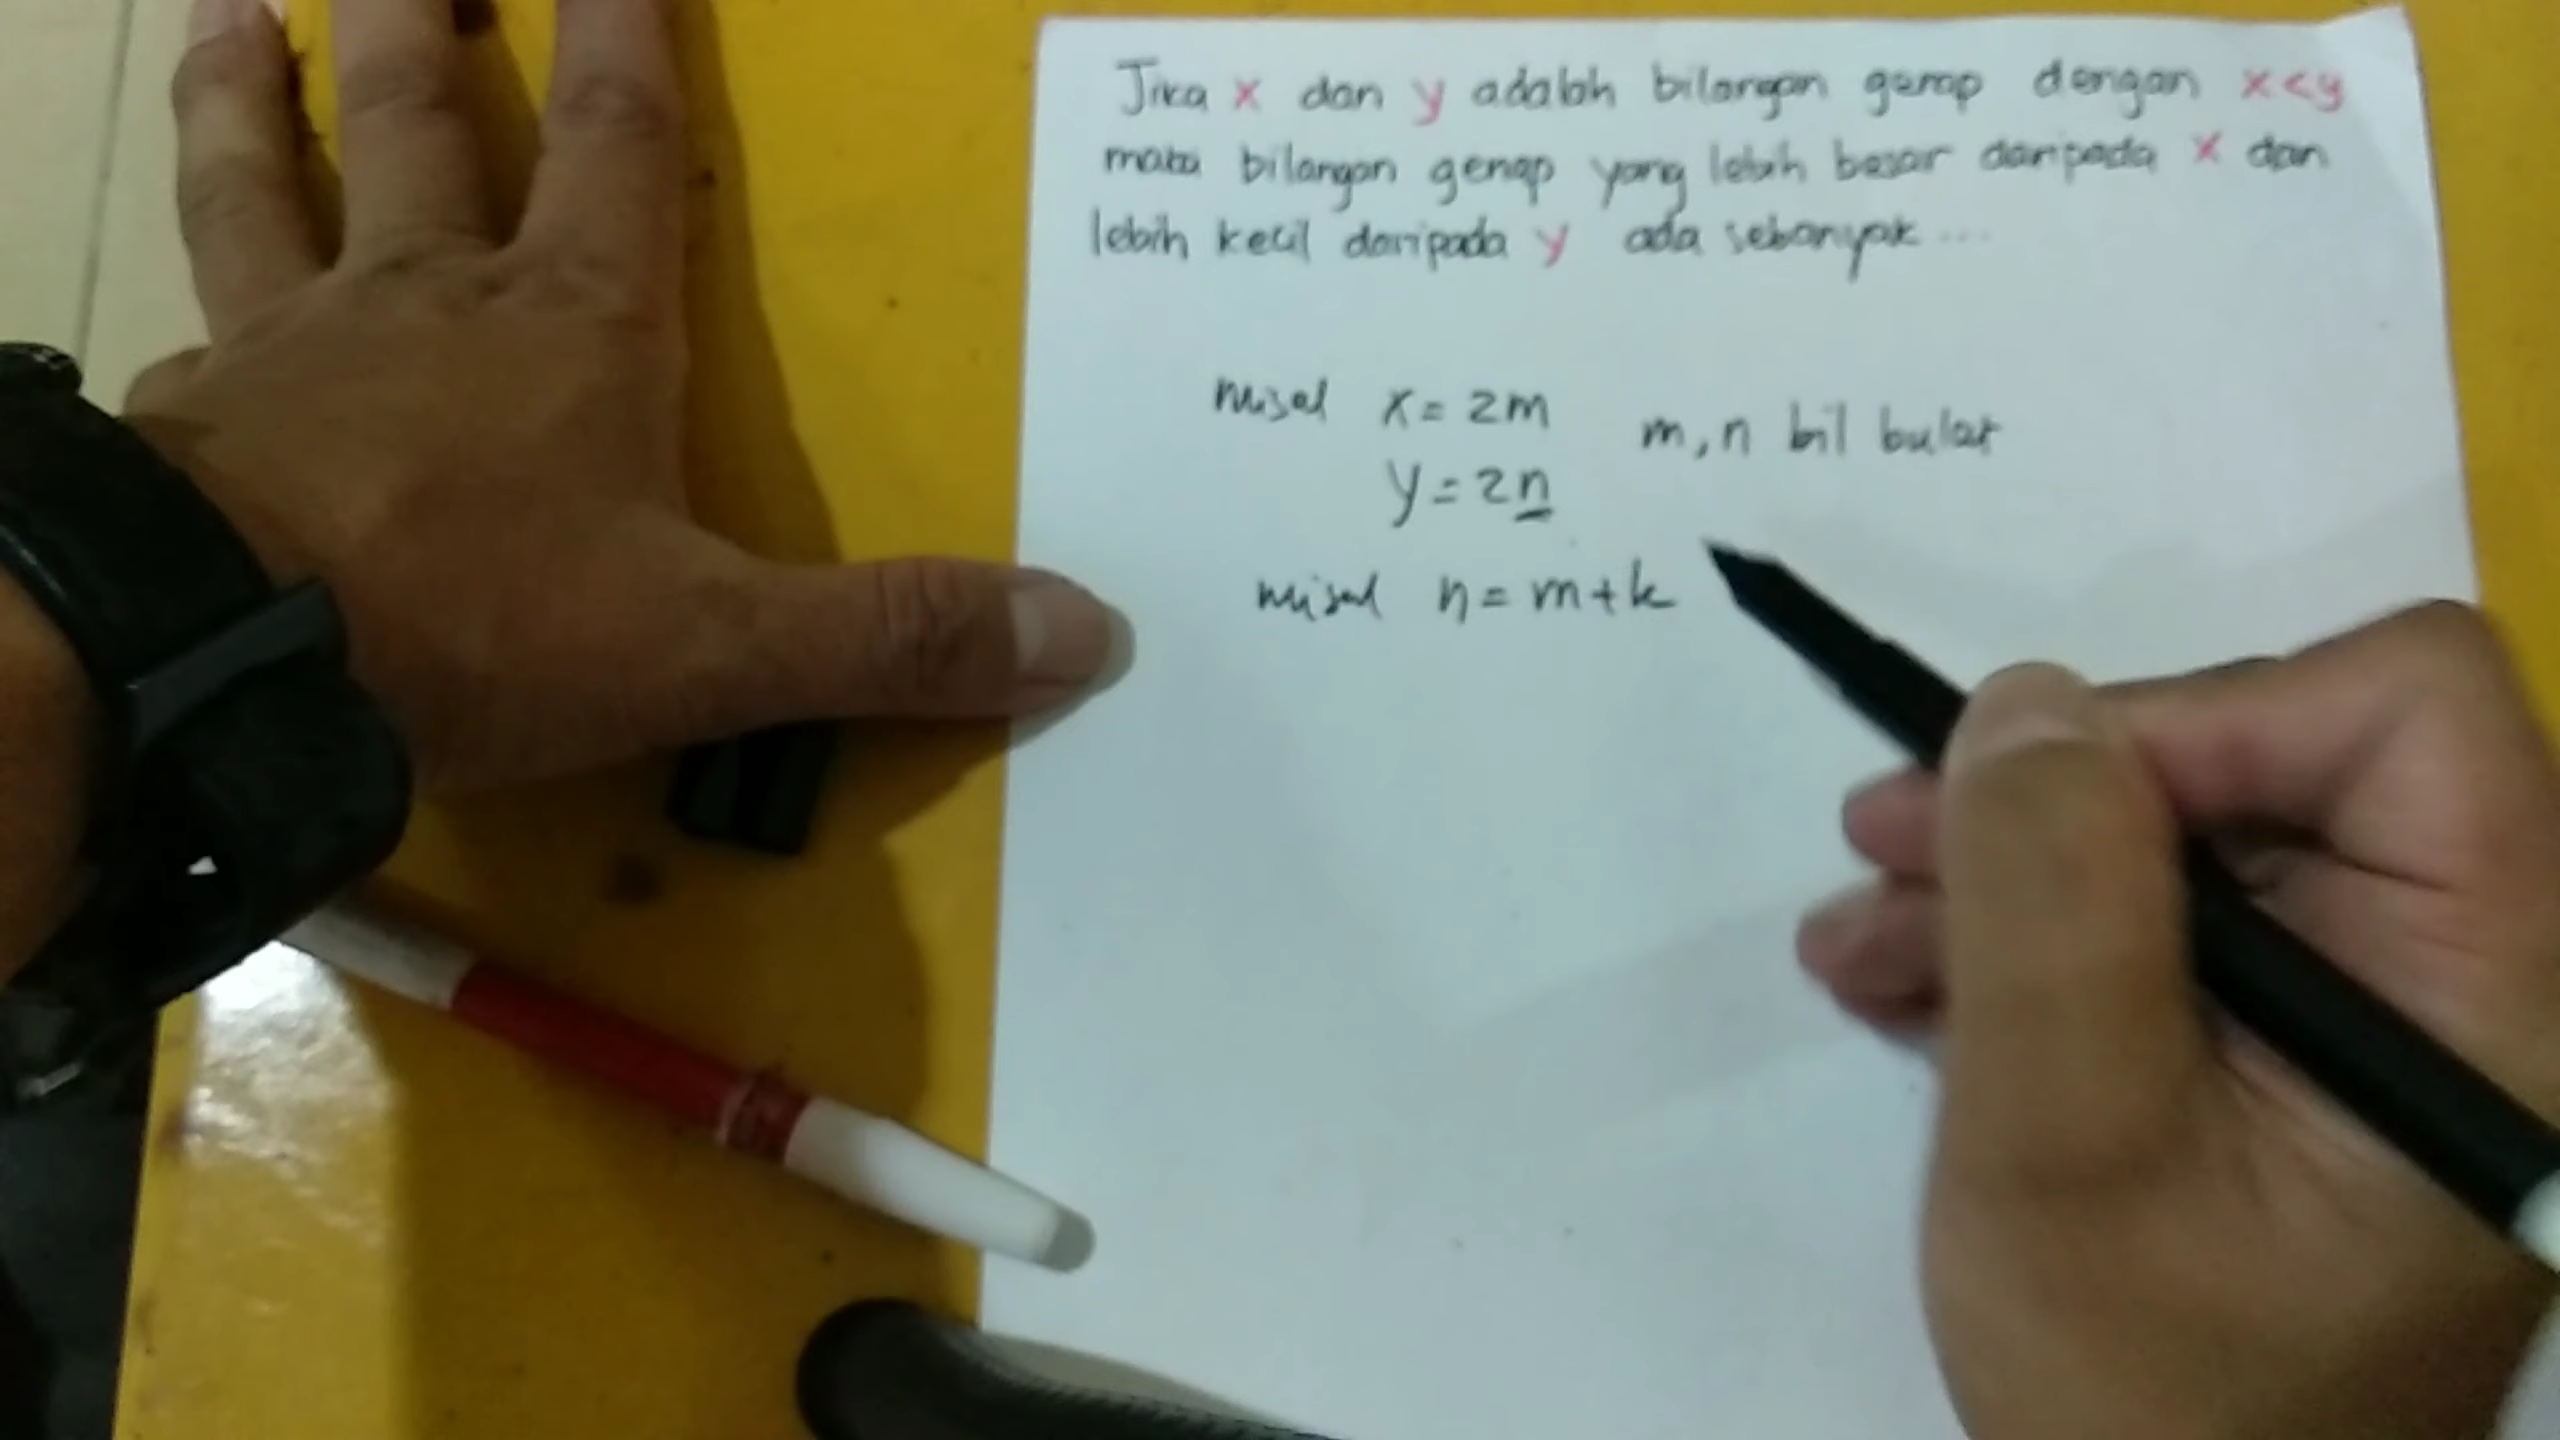 Jika x dan y adalah bilangan genap dengan x<y
maka bilangan genap yang lebih besar daripada x dan
lebih kecil daripada y ada sebanyak ...
misal x = 2m
m, n bil bulat
y = 2n
misal n = m+k